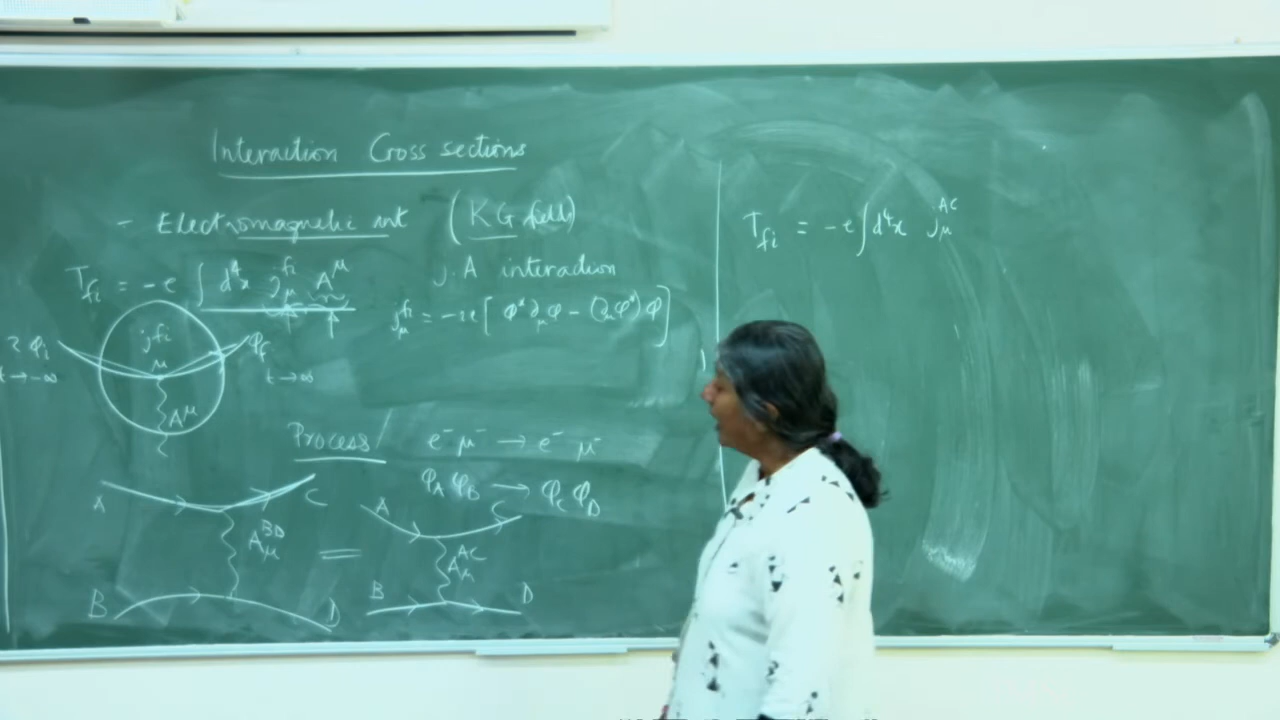 Interaction Cross sections
- Electromagnetic int (KG fields)
T_fi = -e ∫ d⁴x j_μ^fi A^μ
j.A interaction
j_μ^fi = -ie [ φ* ∂_μ φ - (∂_μ φ*) φ ]
φ_i
t → -∞
j_μ^fi
φ_f
t → ∞
A^μ
Process / e⁻ μ⁻ → e⁻ μ⁻
φ_A φ_B → φ_C φ_D
A
C
A_μ^BD
B
D
=
A
C
A_μ^AC
B
D
T_fi = -e ∫ d⁴x j_μ^AC